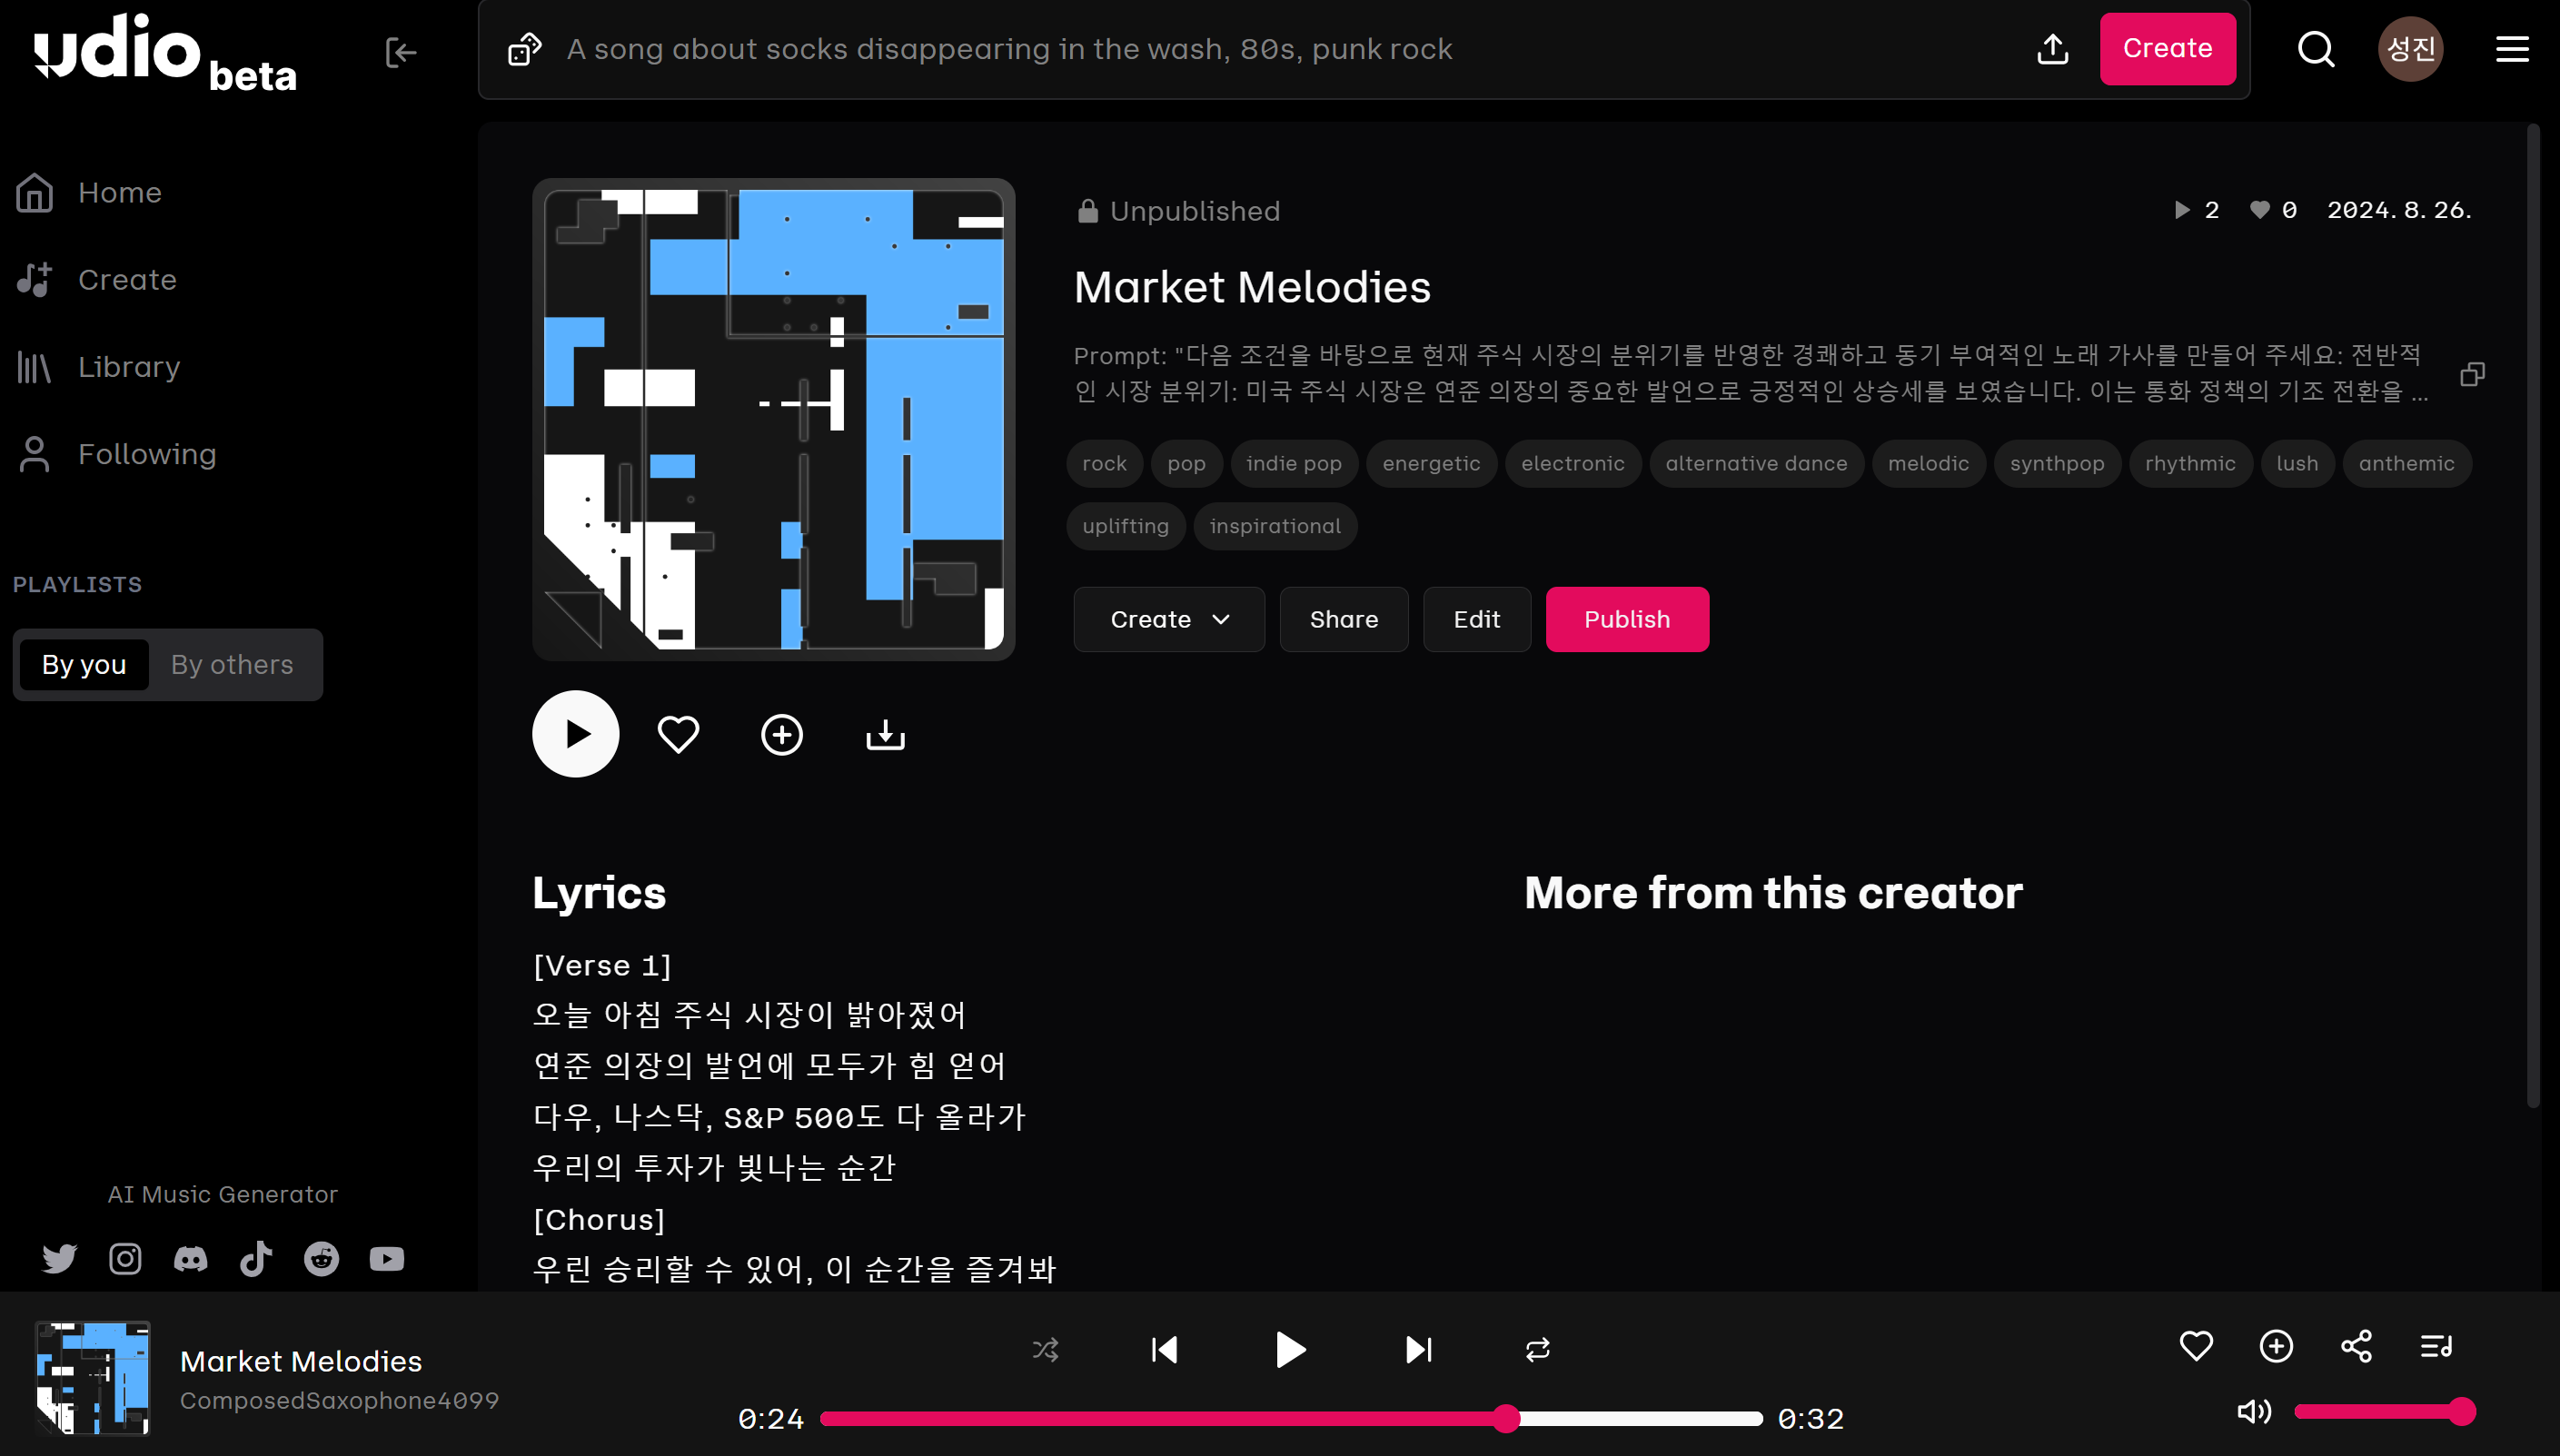 udio beta
A song about socks disappearing in the wash, 80s, punk rock
Create
성진
Home
Create
Library
Following
PLAYLISTS
By you
By others
AI Music Generator
Unpublished
2
0
2024. 8. 26.
Market Melodies
Prompt: "다음 조건을 바탕으로 현재 주식 시장의 분위기를 반영한 경쾌하고 동기 부여적인 노래 가사를 만들어 주세요: 전반적
인 시장 분위기: 미국 주식 시장은 연준 의장의 중요한 발언으로 긍정적인 상승세를 보였습니다. 이는 통화 정책의 기조 전환을 ...
rock
pop
indie pop
energetic
electronic
alternative dance
melodic
synthpop
rhythmic
lush
anthemic
uplifting
inspirational
Create
Share
Edit
Publish
Lyrics
[Verse 1]
오늘 아침 주식 시장이 밝아졌어
연준 의장의 발언에 모두가 힘 얻어
다우, 나스닥, S&P 500도 다 올라가
우리의 투자가 빛나는 순간
[Chorus]
우린 승리할 수 있어, 이 순간을 즐겨봐
More from this creator
Market Melodies
ComposedSaxophone4099
0:24
0:32